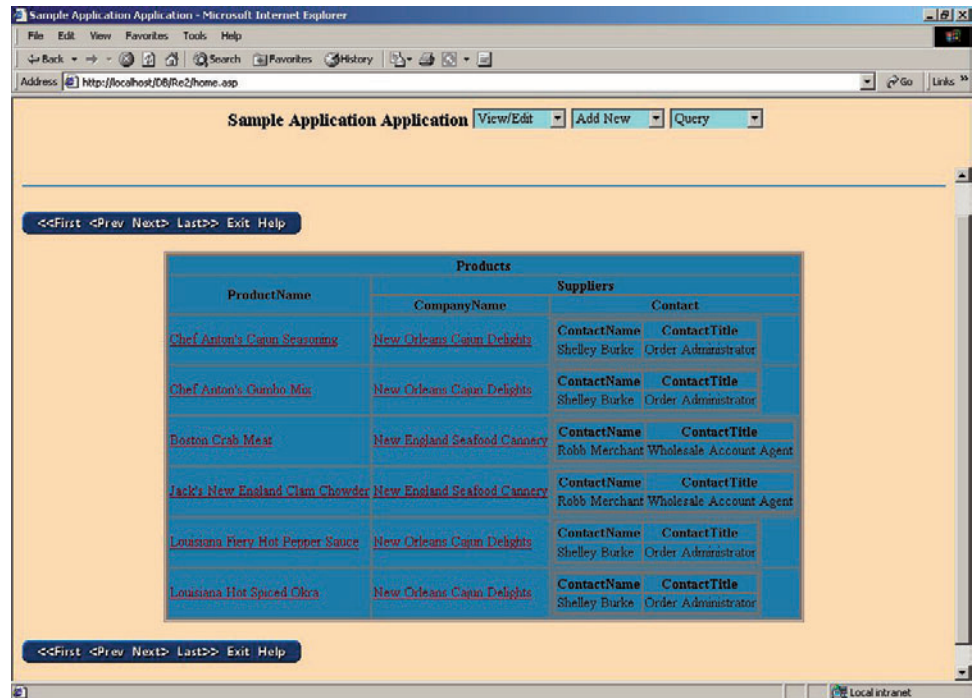 Sample Application Application - Microsoft Internet Explorer
File Edit View Favorites Tools Help
Back Search Favorites History
Address http://localhost/DB/Re2/home.asp Go Links »
Sample Application Application View/Edit Add New Query
<<First <Prev Next> Last>> Exit Help
Products
ProductName Suppliers
CompanyName Contact
Chef Anton's Cajun Seasoning New Orleans Cajun Delights ContactName ContactTitle
Shelley Burke Order Administrator
Chef Anton's Gumbo Mix New Orleans Cajun Delights ContactName ContactTitle
Shelley Burke Order Administrator
Boston Crab Meat New England Seafood Cannery ContactName ContactTitle
Robb Merchant Wholesale Account Agent
Jack's New England Clam Chowder New England Seafood Cannery ContactName ContactTitle
Robb Merchant Wholesale Account Agent
Louisiana Fiery Hot Pepper Sauce New Orleans Cajun Delights ContactName ContactTitle
Shelley Burke Order Administrator
Louisiana Hot Spiced Okra New Orleans Cajun Delights ContactName ContactTitle
Shelley Burke Order Administrator
<<First <Prev Next> Last>> Exit Help
Local intranet